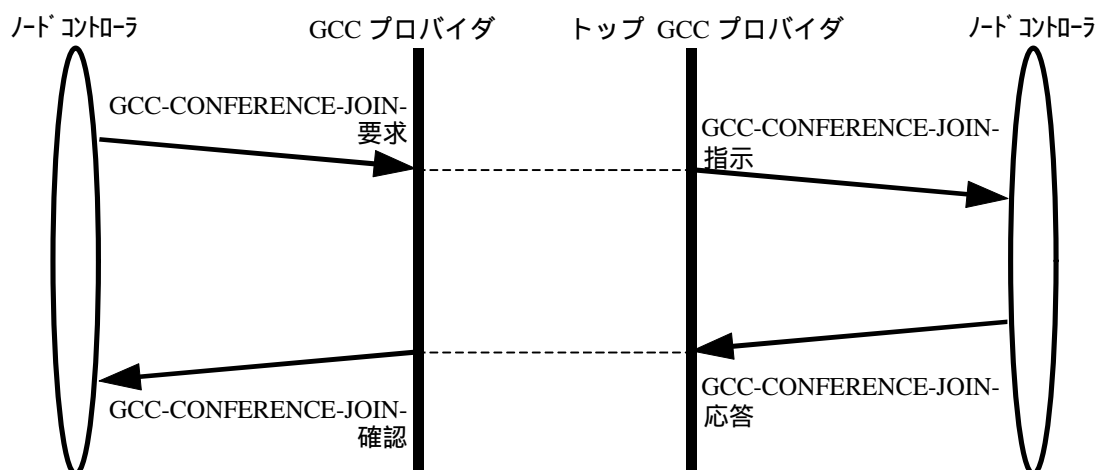 ﾉｰﾄﾞｺﾝﾄﾛｰﾗ GCC プロバイダ トップ GCC プロバイダ ﾉｰﾄﾞｺﾝﾄﾛｰﾗ
GCC-CONFERENCE-JOIN-
要求
GCC-CONFERENCE-JOIN-
指示
GCC-CONFERENCE-JOIN-
確認
GCC-CONFERENCE-JOIN-
応答